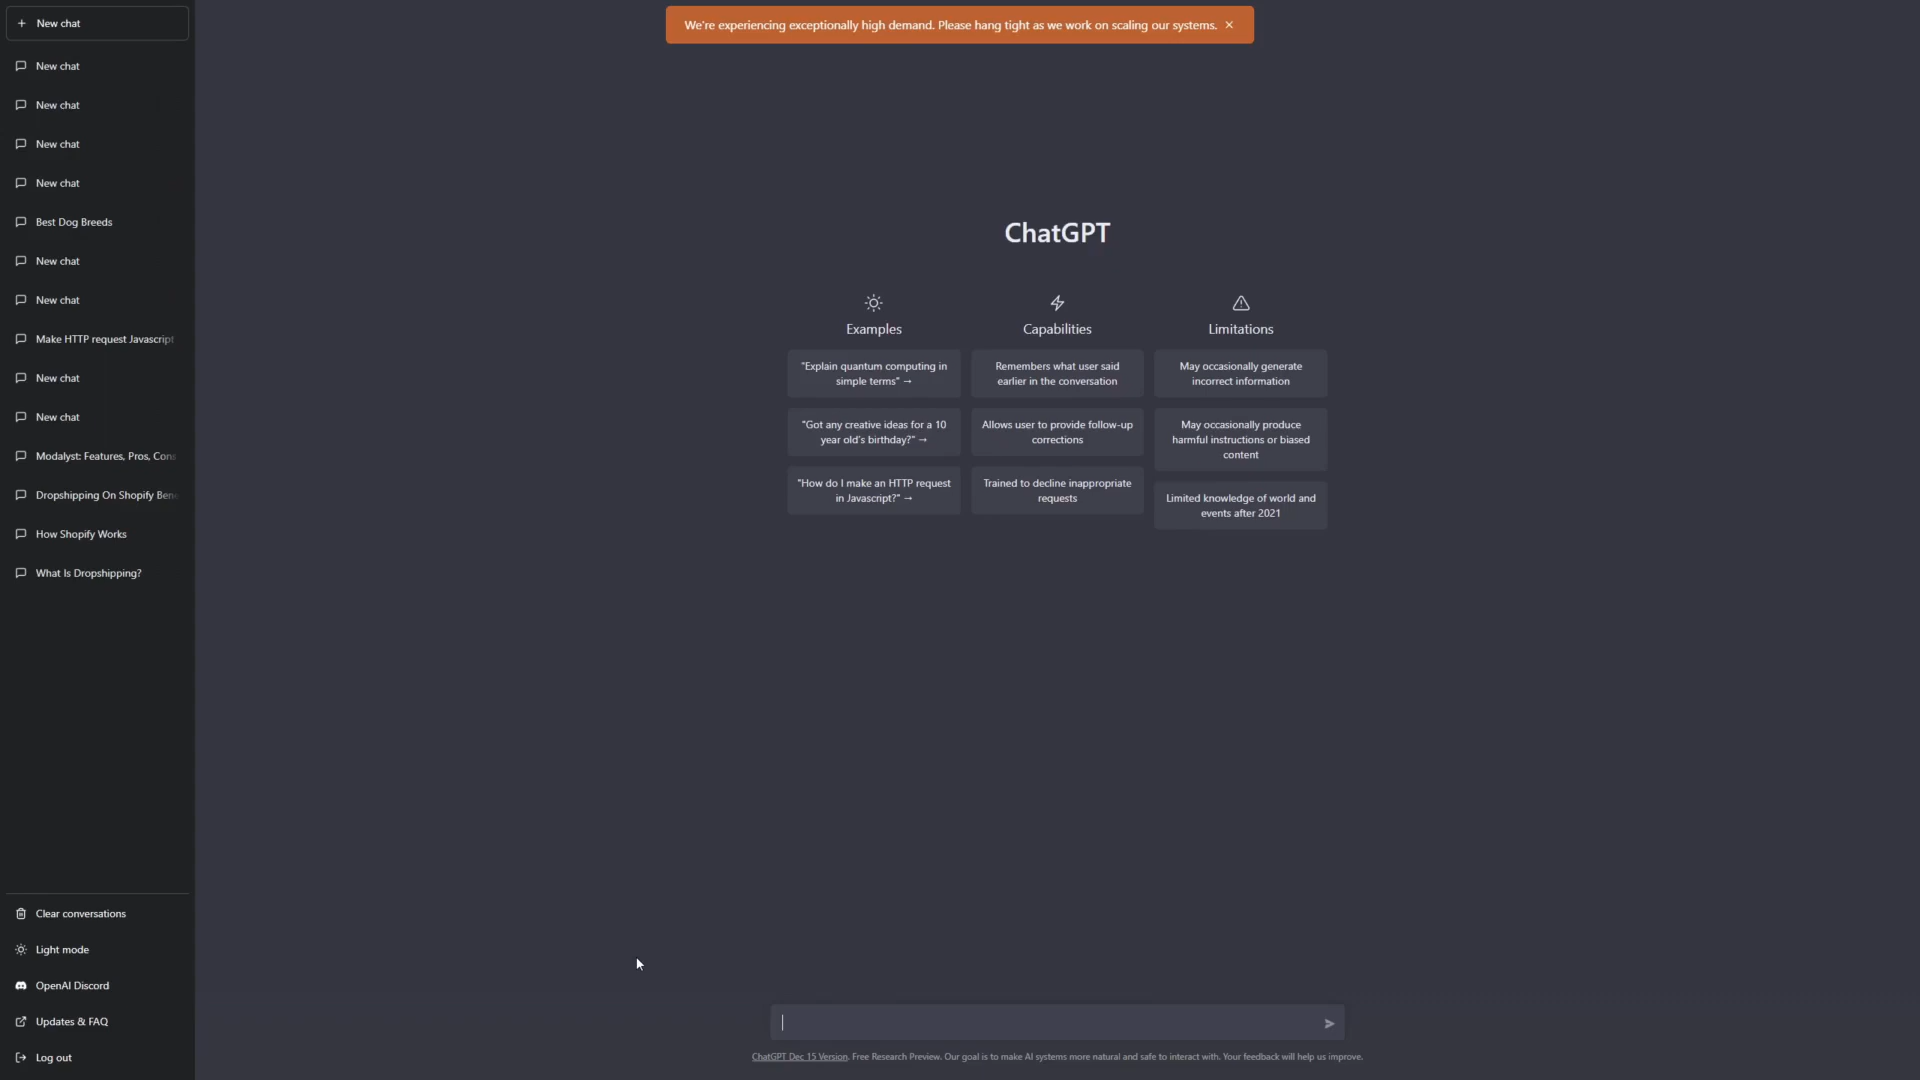 New chat
New chat
New chat
New chat
New chat
Best Dog Breeds
New chat
New chat
Make HTTP request Javascript
New chat
New chat
Modalyst: Features, Pros, Cons
Dropshipping On Shopify Ben
How Shopify Works
What Is Dropshipping?
Clear conversations
Light mode
OpenAI Discord
Updates & FAQ
Log out
We're experiencing exceptionally high demand. Please hang tight as we work on scaling our systems. ×
ChatGPT
Examples
"Explain quantum computing in
simple terms" →
"Got any creative ideas for a 10
year old's birthday?" →
"How do I make an HTTP request
in Javascript?" →
Capabilities
Remembers what user said
earlier in the conversation
Allows user to provide follow-up
corrections
Trained to decline inappropriate
requests
Limitations
May occasionally generate
incorrect information
May occasionally produce
harmful instructions or biased
content
Limited knowledge of world and
events after 2021
ChatGPT Dec 15 Version. Free Research Preview. Our goal is to make AI systems more natural and safe to interact with. Your feedback will help us improve.